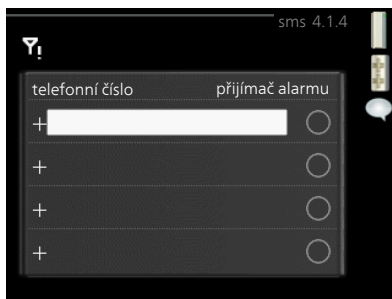 sms 4.1.4
telefonní číslo přijímač alarmu
+
+
+
+